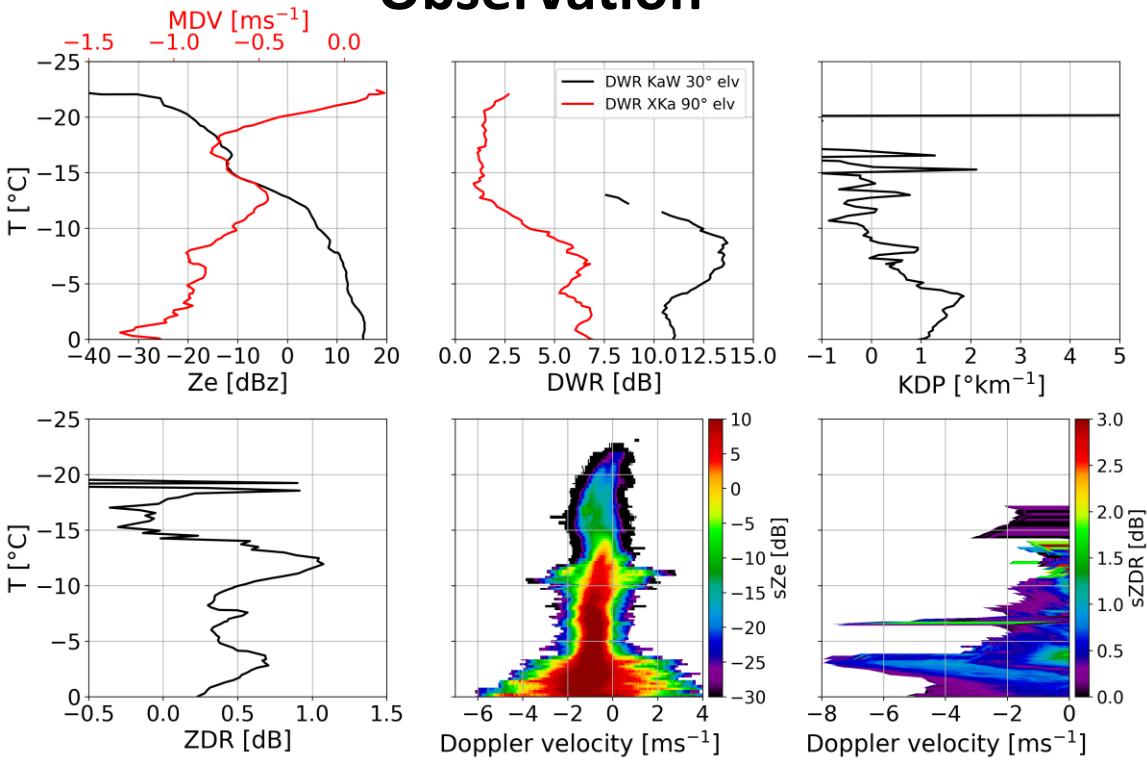 Observation
MDV [ms⁻¹]
−1.5 −1.0 −0.5 0.0
−25
−20
−15
−10
−5
0
T [°C]
−40 −30 −20 −10 0 10 20
Ze [dBz]
DWR KaW 30° elv
DWR XKa 90° elv
0.0 2.5 5.0 7.5 10.0 12.5 15.0
DWR [dB]
−1 0 1 2 3 4 5
KDP [°km⁻¹]
−25
−20
−15
−10
−5
0
T [°C]
−0.5 0.0 0.5 1.0 1.5
ZDR [dB]
−6 −4 −2 0 2 4
Doppler velocity [ms⁻¹]
10
5
0
−5
−10
−15
−20
−25
−30
sZe [dB]
−8 −6 −4 −2 0
Doppler velocity [ms⁻¹]
3.0
2.5
2.0
1.5
1.0
0.5
0.0
sZDR [dB]